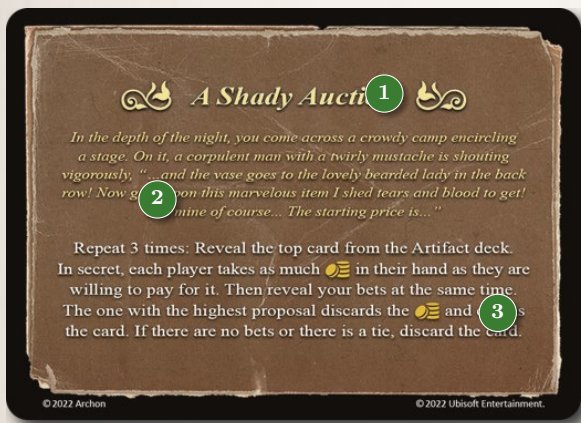 A Shady
1
In the depth of the night, you come across a crowdy camp encircling
a stage. On it, a corpulent man with a twirly mustache is shouting
vigorously, “...and the vase goes to the lovely bearded lady in the back
row! Now upon this marvelous item I shed tears and blood to get!
2
mine of course... The starting price is...”
Repeat 3 times: Reveal the top card from the Artifact deck.
In secret, each player takes as much in their hand as they are
willing to pay for it. Then reveal your bets at the same time.
The one with the highest proposal discards the and
3
the card. If there are no bets or there is a tie, discard the card.
© 2022 Archon
© 2022 Ubisoft Entertainment.